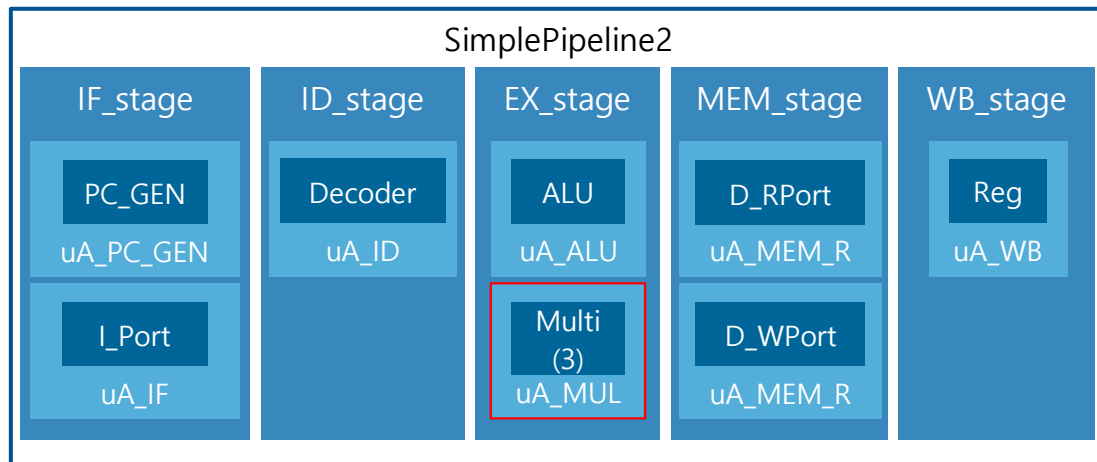 SimplePipeline2
IF_stage
PC_GEN
uA_PC_GEN
I_Port
uA_IF
ID_stage
Decoder
uA_ID
EX_stage
ALU
uA_ALU
Multi
(3)
uA_MUL
MEM_stage
D_RPort
uA_MEM_R
D_WPort
uA_MEM_R
WB_stage
Reg
uA_WB